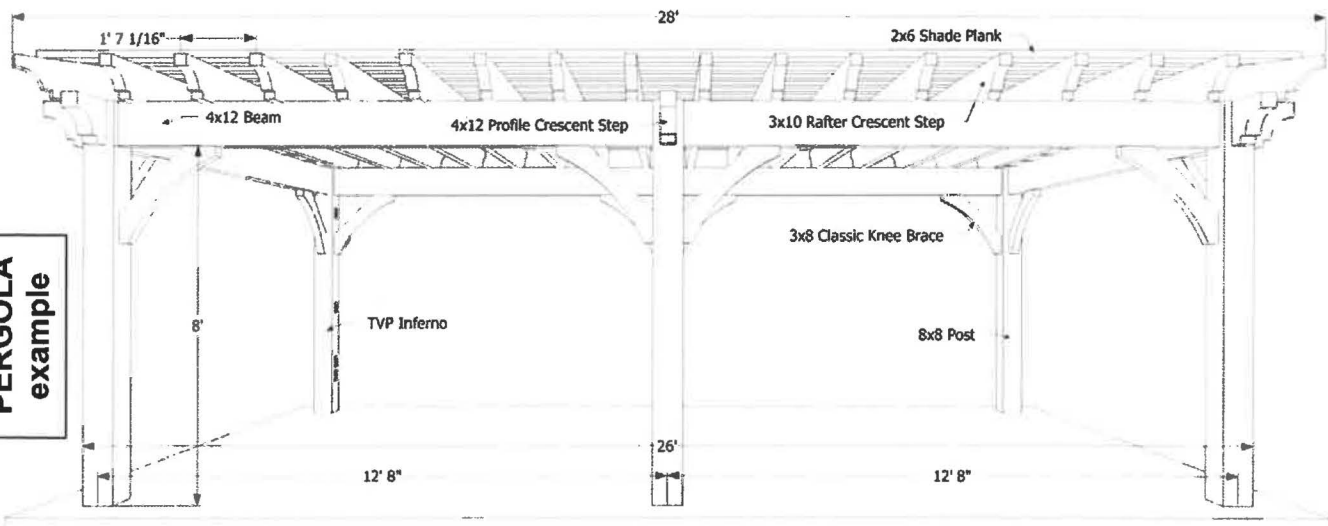 28'
1' 7 1/16"
2x6 Shade Plank
4x12 Beam
4x12 Profile Crescent Step
3x10 Rafter Crescent Step
3x8 Classic Knee Brace
PERGOLA
example
8'
TVP Inferno
8x8 Post
26'
12' 8"
12' 8"